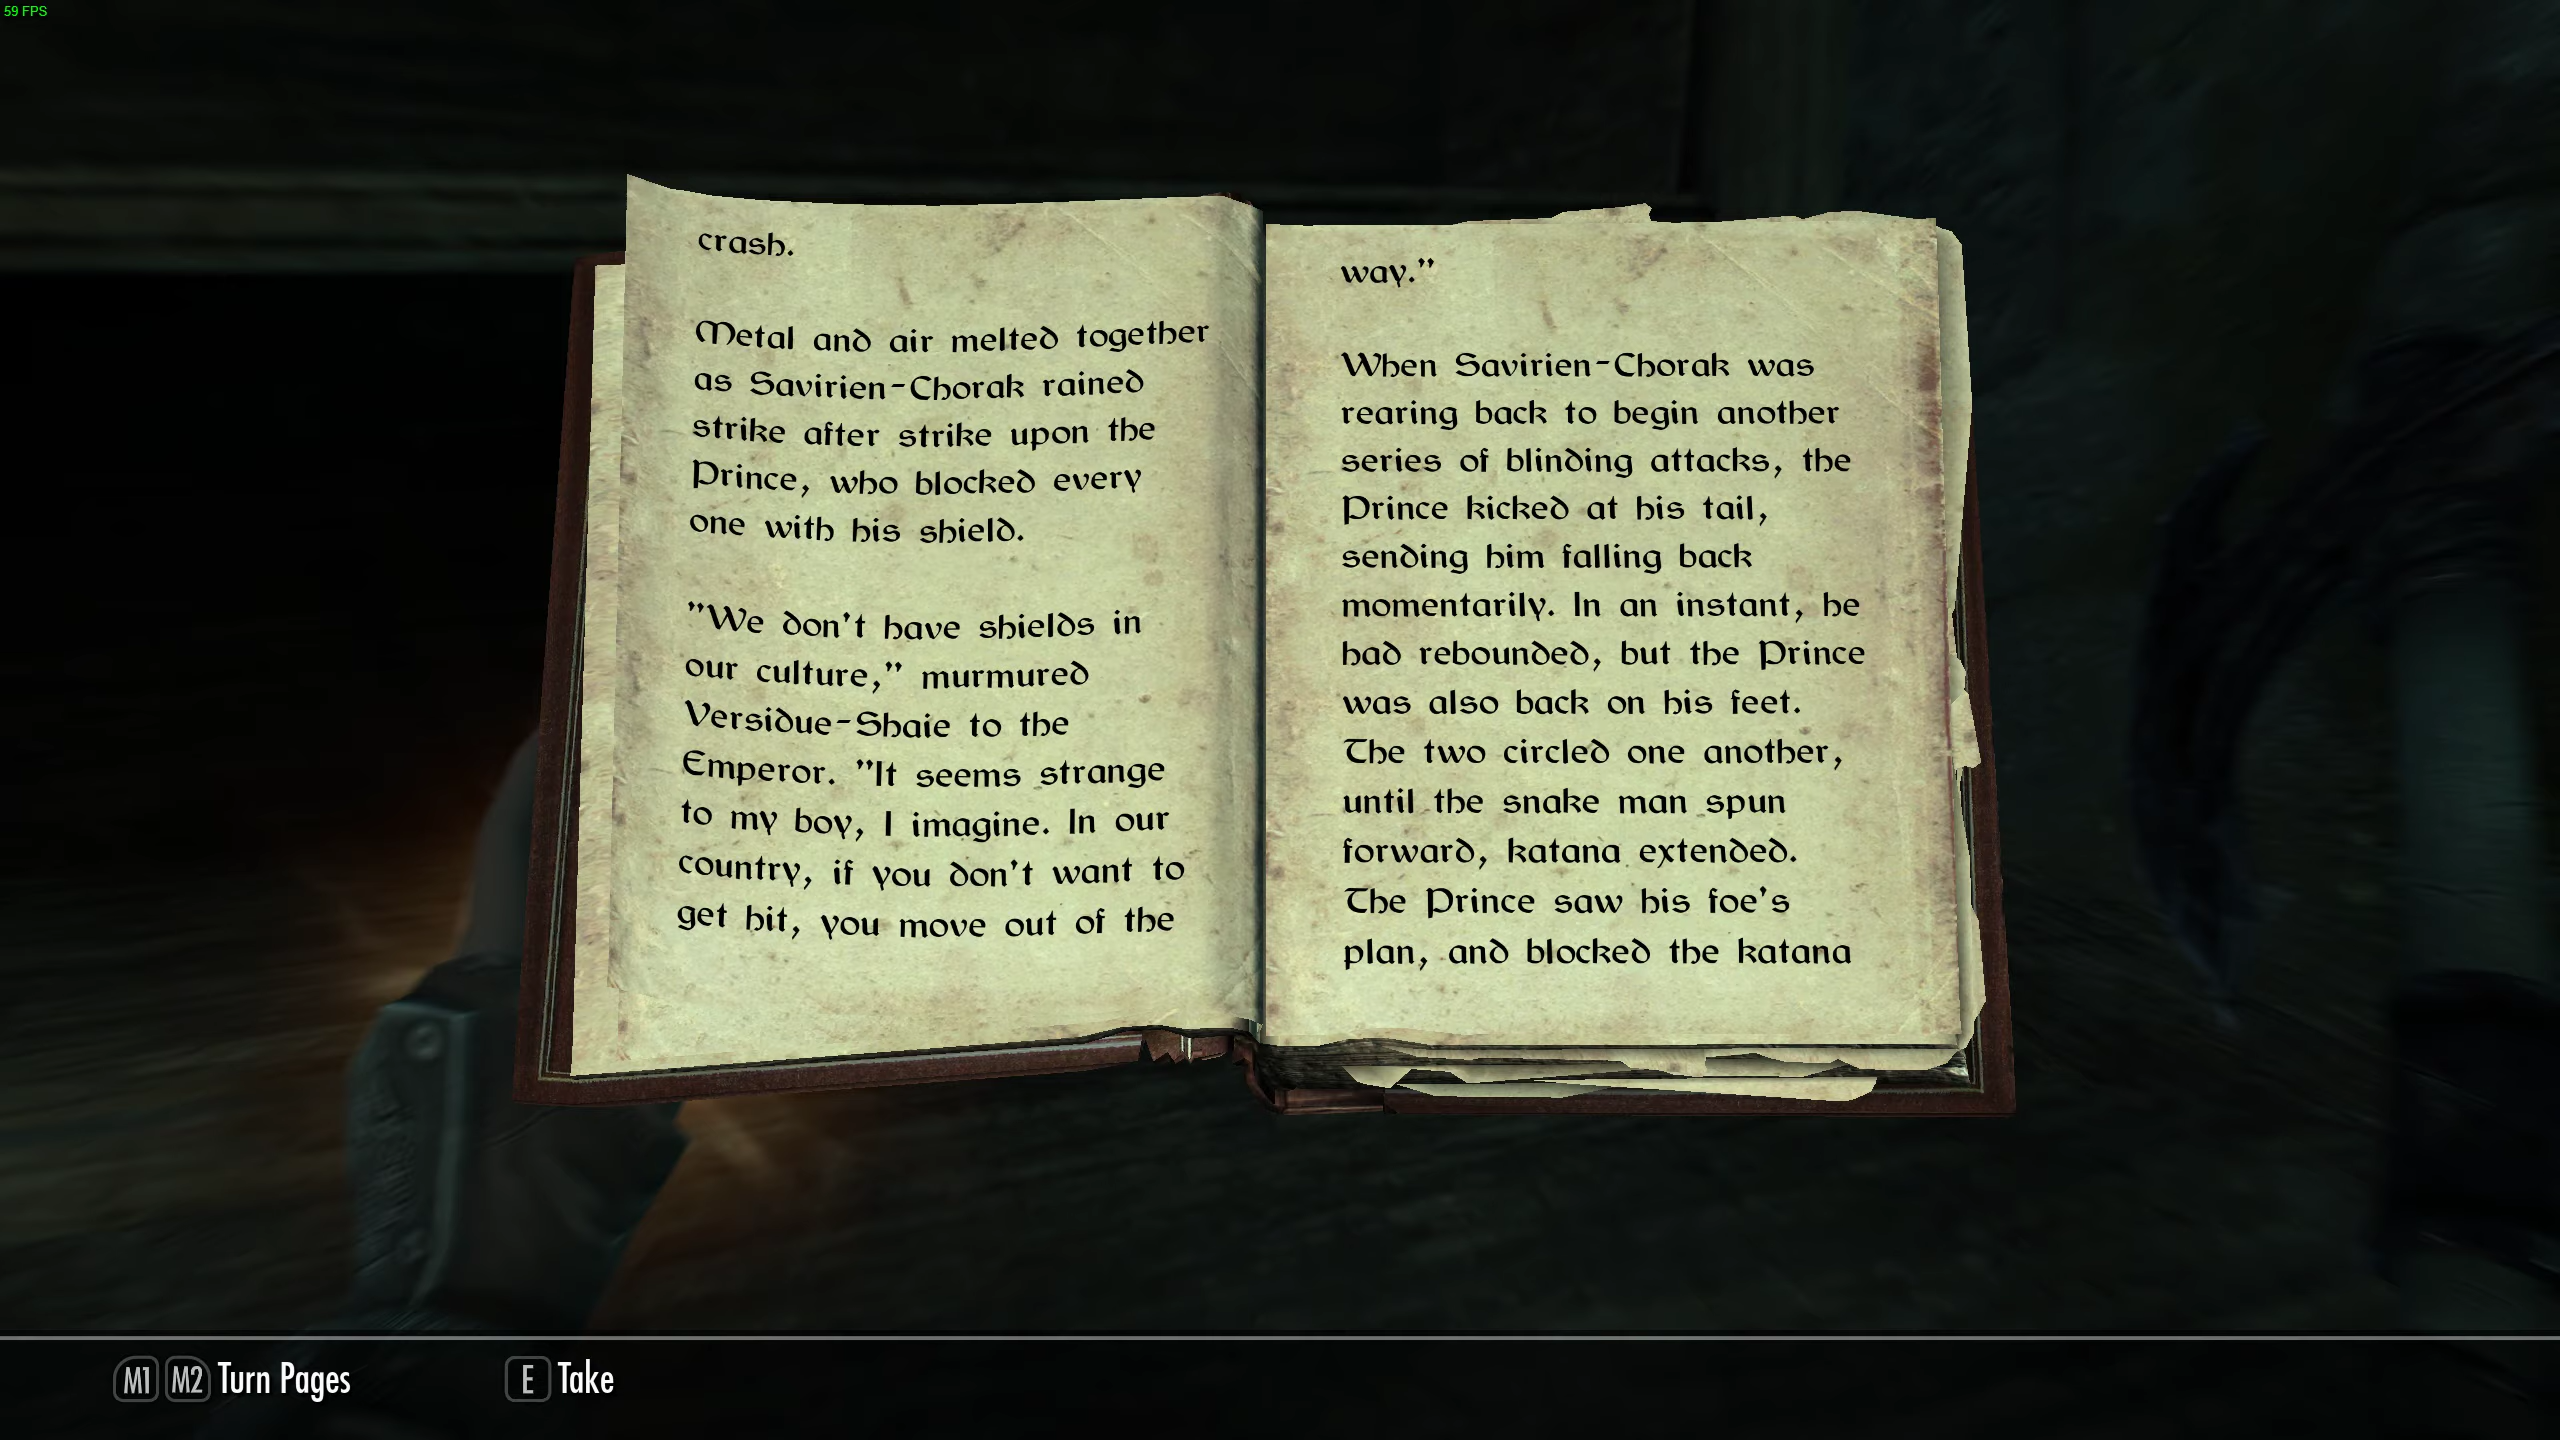 59 FPS
crash.
Metal and air melted together
as Savirien-Chorak rained
strike after strike upon the
Prince, who blocked every
one with his shield.
"We don't have shields in
our culture," murmured
Versidue-Shaie to the
Emperor. "It seems strange
to my boy, I imagine. In our
country, if you don't want to
get hit, you move out of the
way."
When Savirien-Chorak was
rearing back to begin another
series of blinding attacks, the
Prince kicked at his tail,
sending him falling back
momentarily. In an instant, he
had rebounded, but the Prince
was also back on his feet.
The two circled one another,
until the snake man spun
forward, katana extended.
The Prince saw his foe's
plan, and blocked the katana
M1 M2 Turn Pages
E Take